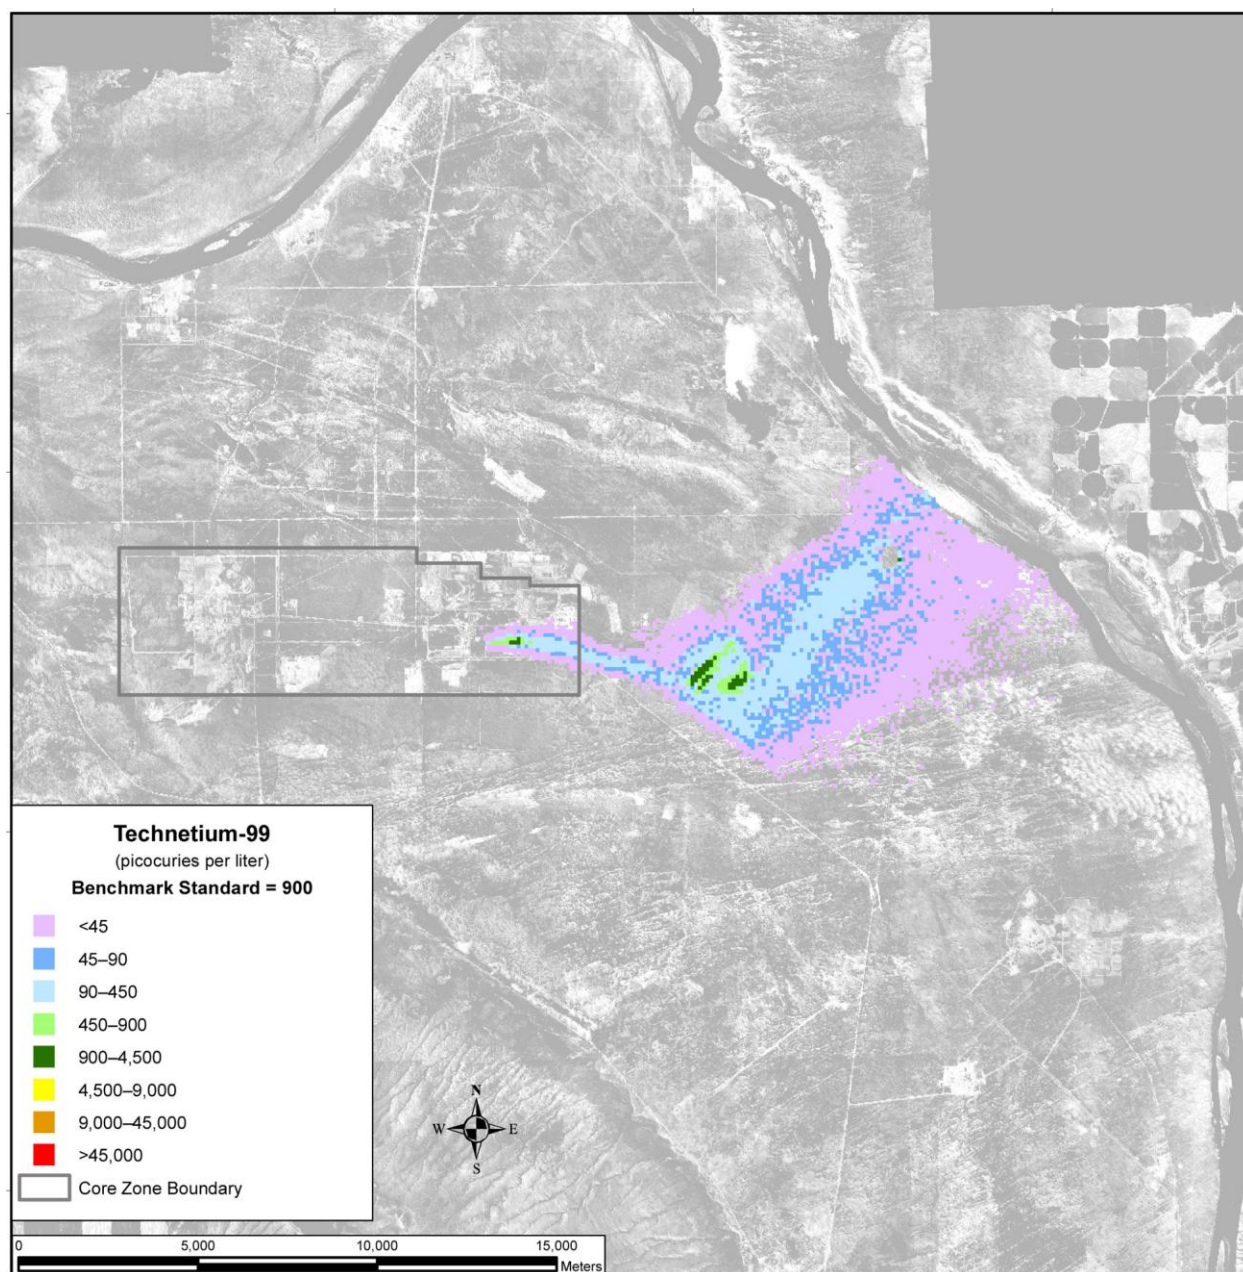 Technetium-99
(picocuries per liter)
Benchmark Standard = 900
<45
45–90
90–450
450–900
900–4,500
4,500–9,000
9,000–45,000
>45,000
Core Zone Boundary
N
W E
S
0 5,000 10,000 15,000
Meters